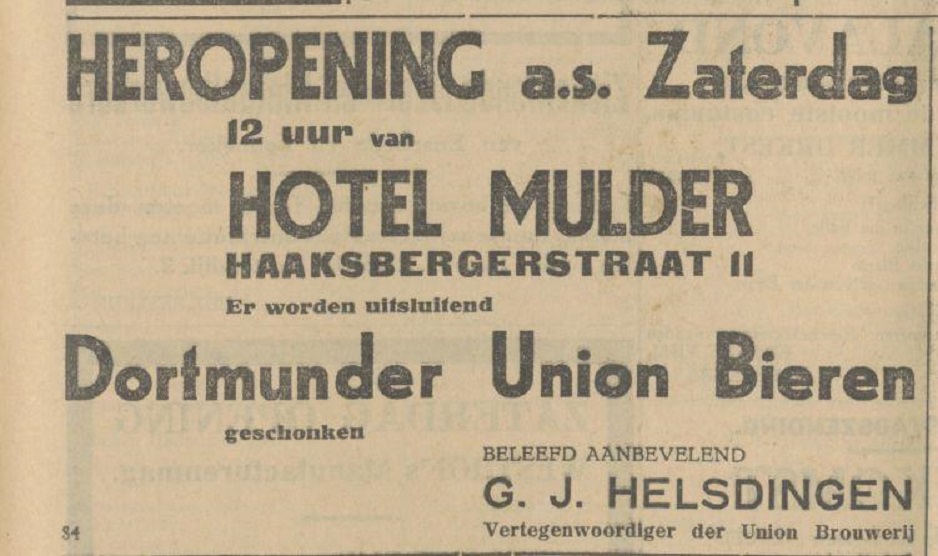 HEROPENING a.s. Zaterdag
12 uur van
HOTEL MULDER
HAAKSBERGERSTRAAT 11
Er worden uitsluitend
Dortmunder Union Bieren
geschonken
BELEEFD AANBEVELEND
G. J. HELSDINGEN
34 Vertegenwoordiger der Union Brouwerij